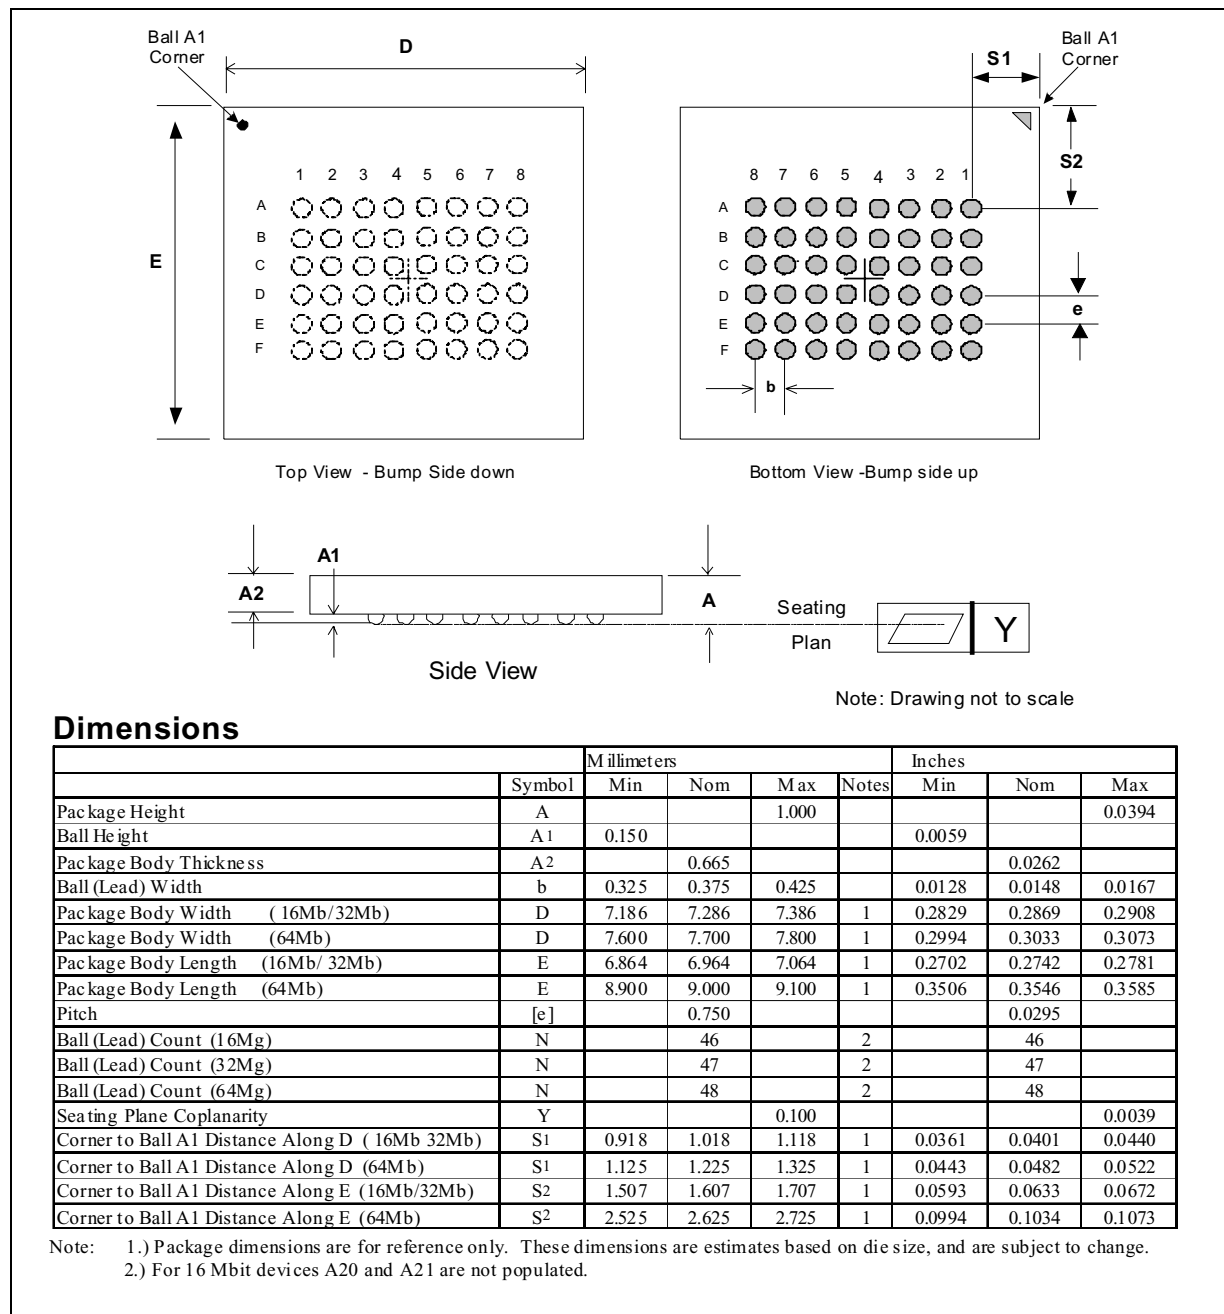 Ball A1
Corner
D
E
1 2 3 4 5 6 7 8
A
B
C
D
E
F
Top View - Bump Side down
Ball A1
Corner
S1
S2
8 7 6 5 4 3 2 1
A
B
C
D
E
F
e
b
Bottom View -Bump side up
A1
A2
A
Seating
Plan
Y
Side View
Note: Drawing not to scale
Dimensions
Millimeters Inches
Symbol Min Nom Max Notes Min Nom Max
Package Height A 1.000 0.0394
Ball Height A1 0.150 0.0059
Package Body Thickness A2 0.665 0.0262
Ball (Lead) Width b 0.325 0.375 0.425 0.0128 0.0148 0.0167
Package Body Width ( 16Mb/32Mb) D 7.186 7.286 7.386 1 0.2829 0.2869 0.2908
Package Body Width (64Mb) D 7.600 7.700 7.800 1 0.2994 0.3033 0.3073
Package Body Length (16Mb/ 32Mb) E 6.864 6.964 7.064 1 0.2702 0.2742 0.2781
Package Body Length (64Mb) E 8.900 9.000 9.100 1 0.3506 0.3546 0.3585
Pitch [e] 0.750 0.0295
Ball (Lead) Count (16Mg) N 46 2 46
Ball (Lead) Count (32Mg) N 47 2 47
Ball (Lead) Count (64Mg) N 48 2 48
Seating Plane Coplanarity Y 0.100 0.0039
Corner to Ball A1 Distance Along D ( 16Mb 32Mb) S1 0.918 1.018 1.118 1 0.0361 0.0401 0.0440
Corner to Ball A1 Distance Along D (64Mb) S1 1.125 1.225 1.325 1 0.0443 0.0482 0.0522
Corner to Ball A1 Distance Along E (16Mb/32Mb) S2 1.507 1.607 1.707 1 0.0593 0.0633 0.0672
Corner to Ball A1 Distance Along E (64Mb) S2 2.525 2.625 2.725 1 0.0994 0.1034 0.1073
Note: 1.) Package dimensions are for reference only. These dimensions are estimates based on die size, and are subject to change.
2.) For 16 Mbit devices A20 and A21 are not populated.